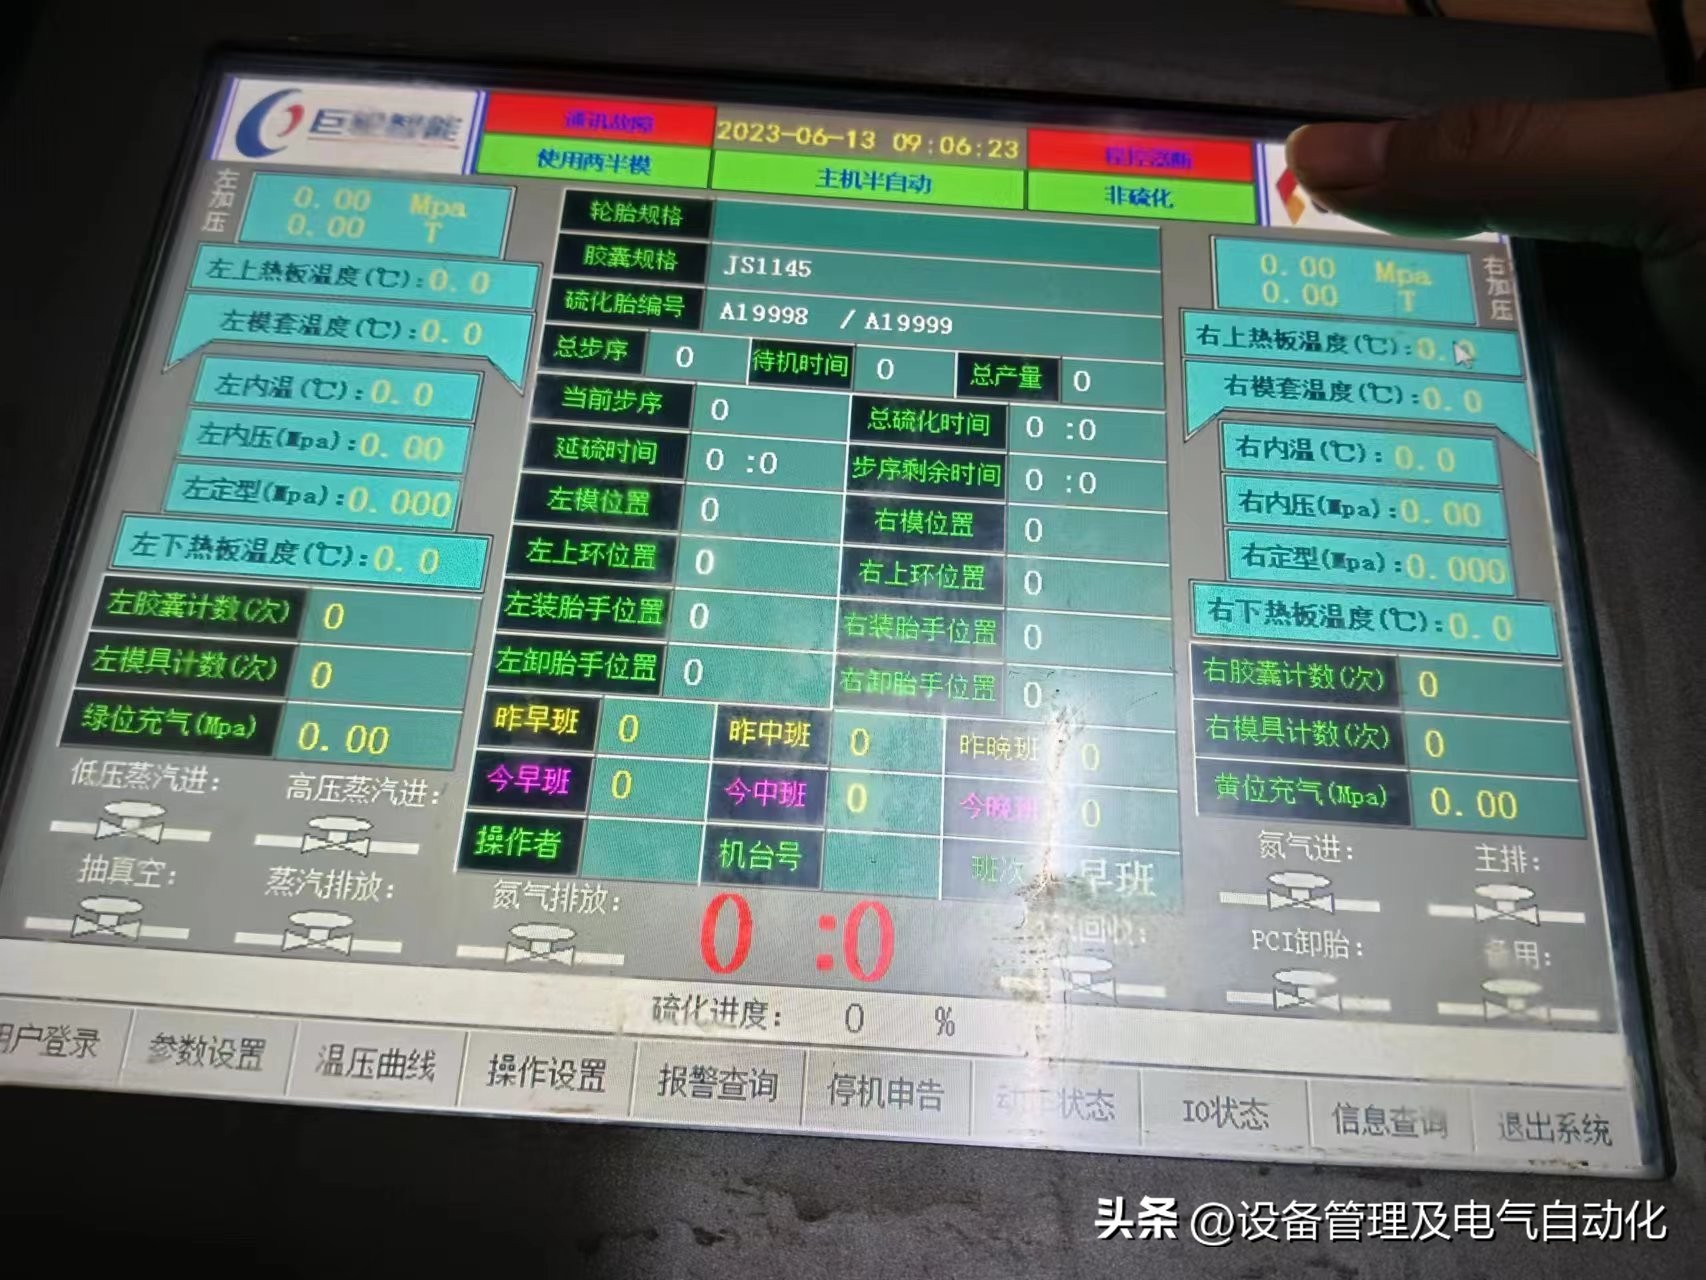 巨轮智能
通讯故障
2023-06-13 09:06:23
使用两半模
主机半自动
非硫化
左加压
0.00 Mpa
0.00 T
左上热板温度(℃):0.0
左模套温度(℃):0.0
左内温(℃):0.0
左内压(Mpa):0.00
左定型(Mpa):0.000
左下热板温度(℃):0.0
左胶囊计数(次) 0
左模具计数(次) 0
绿位充气(Mpa) 0.00
低压蒸汽进:
高压蒸汽进:
抽真空:
蒸汽排放:
氮气排放:
轮胎规格
胶囊规格 JS1145
硫化胎编号 A19998 / A19999
总步序 0 待机时间 0 总产量 0
当前步序 0 总硫化时间 0 :0
延硫时间 0 :0 步序剩余时间 0 :0
左模位置 0 右模位置 0
左上环位置 0 右上环位置 0
左装胎手位置 0 右装胎手位置 0
左卸胎手位置 0 右卸胎手位置 0
昨早班 0 昨中班 0 昨晚班 0
今早班 0 今中班 0 今晚班 0
操作者 机台号 班次 早班
0 :0
回收:
硫化进度: 0 %
右加压
0.00 Mpa
0.00 T
右上热板温度(℃):0.0
右模套温度(℃):0.0
右内温(℃):0.0
右内压(Mpa):0.00
右定型(Mpa):0.000
右下热板温度(℃):0.0
右胶囊计数(次) 0
右模具计数(次) 0
黄位充气(Mpa) 0.00
氮气进:
主排:
PCI卸胎:
备用:
用户登录 参数设置 温压曲线 操作设置 报警查询 停机申告 动作状态 IO状态 信息查询 退出系统
头条 @设备管理及电气自动化